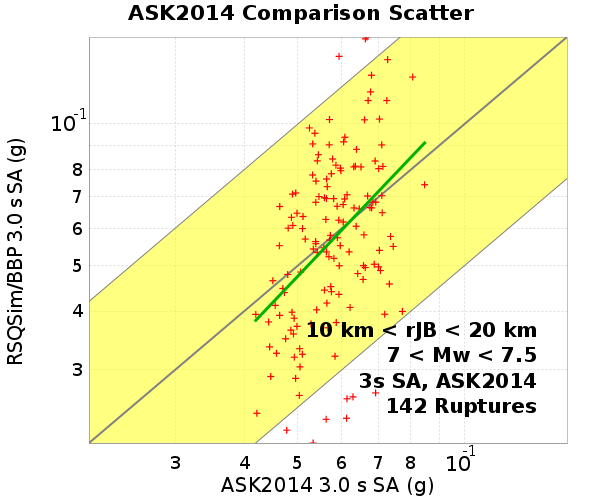 ASK2014 Comparison Scatter
RSQSim/BBP 3.0 s SA (g)
10-1
8
7
6
5
4
3
10 km < rJB < 20 km
7 < Mw < 7.5
3s SA, ASK2014
142 Ruptures
3 4 5 6 7 8 10-1
ASK2014 3.0 s SA (g)